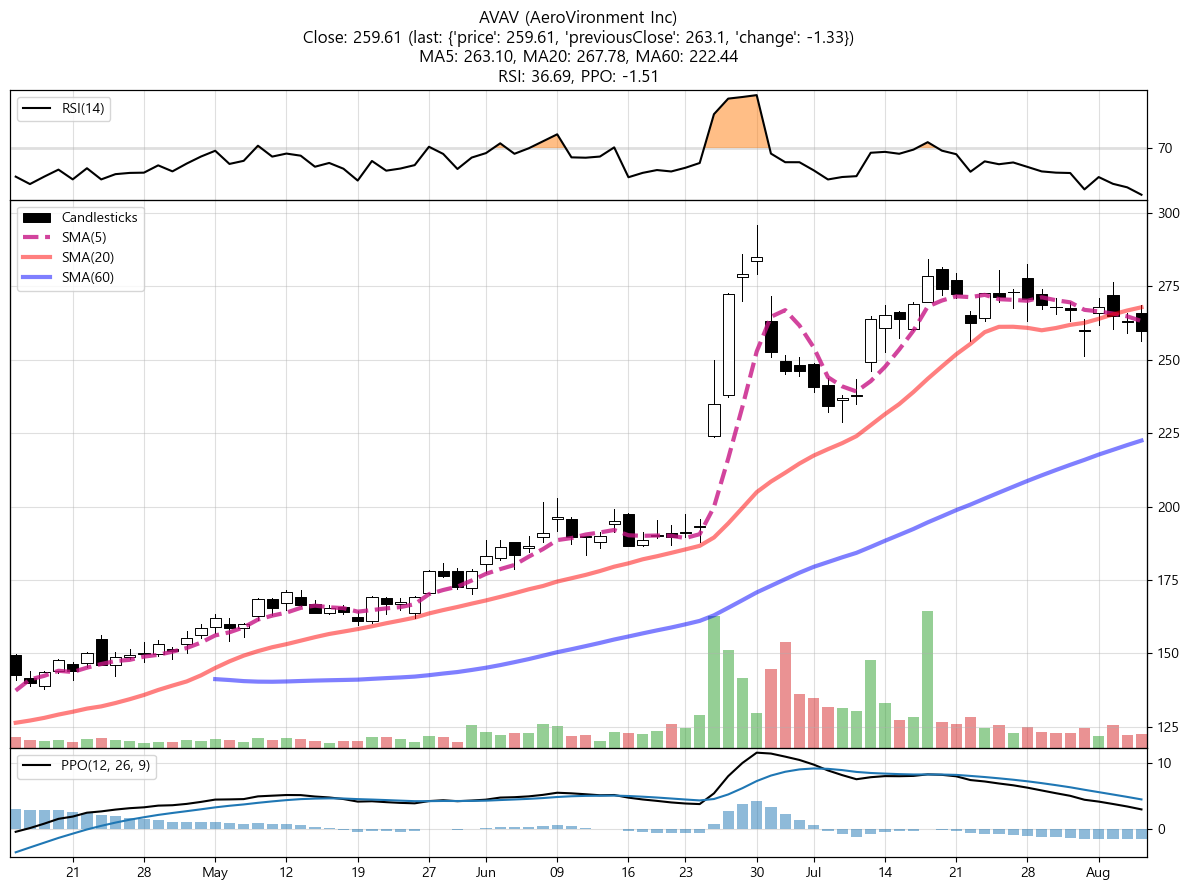 AVAV (AeroVironment Inc)
Close: 259.61 (last: {'price': 259.61, 'previousClose': 263.1, 'change': -1.33})
MA5: 263.10, MA20: 267.78, MA60: 222.44
RSI: 36.69, PPO: -1.51
RSI(14)
70
Candlesticks
SMA(5)
SMA(20)
SMA(60)
300
275
250
225
200
175
150
125
PPO(12, 26, 9)
10
0
21 28 May 12 19 27 Jun 09 16 23 30 Jul 14 21 28 Aug